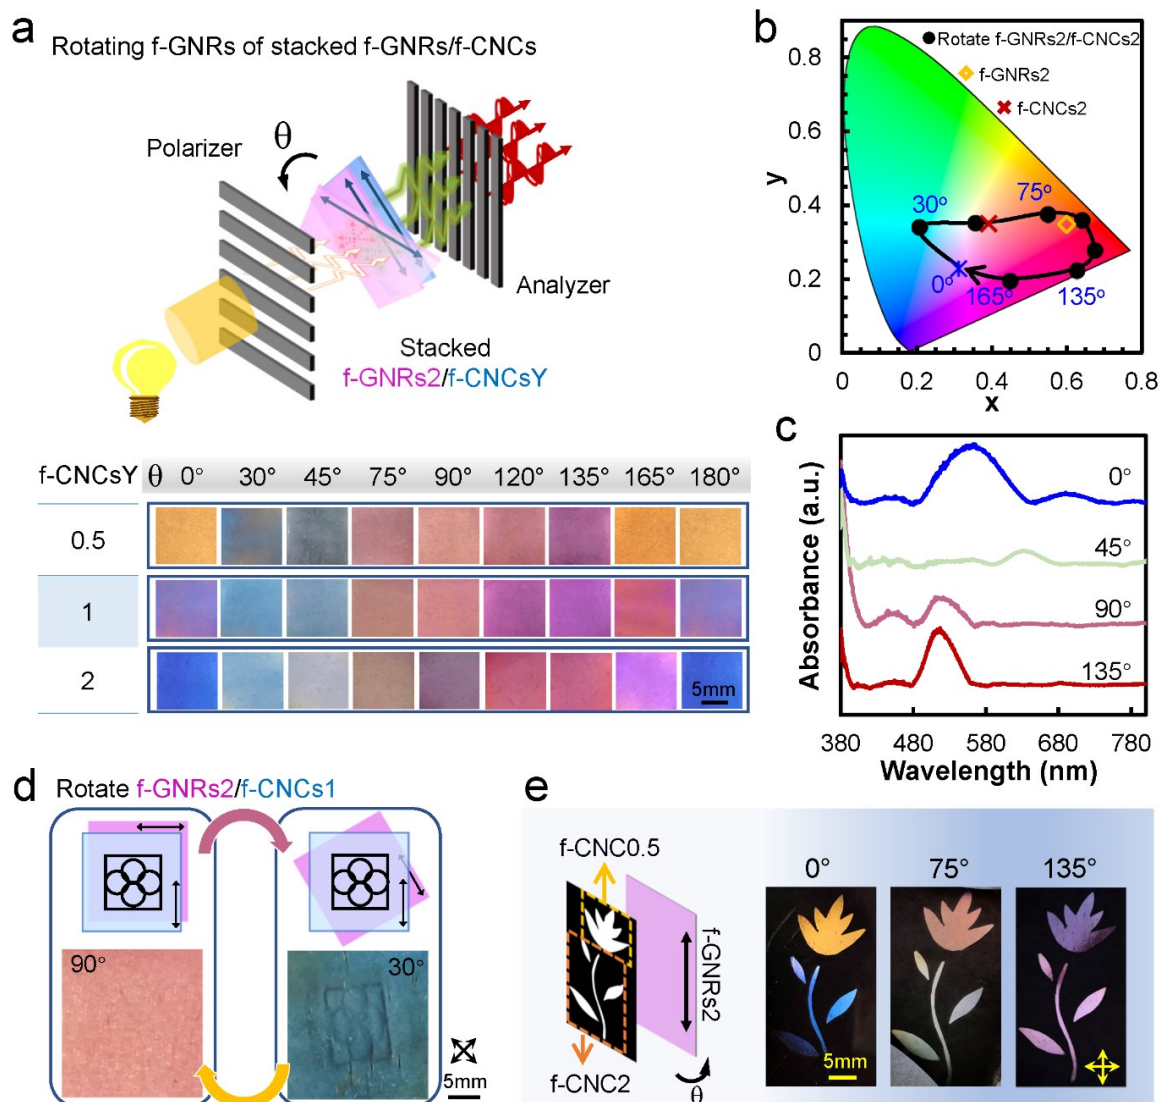 a
Rotating f-GNRs of stacked f-GNRs/f-CNCs
Polarizer
θ
Analyzer
Stacked
f-GNRs2/f-CNCsY
f-CNCsY θ 0° 30° 45° 75° 90° 120° 135° 165° 180°
0.5
1
2
5mm
b
Rotate f-GNRs2/f-CNCs2
f-GNRs2
f-CNCs2
y
0.8
0.6
0.4
0.2
0
30°
75°
0°
165°
135°
0 0.2 0.4 0.6 0.8
x
c
Absorbance (a.u.)
0°
45°
90°
135°
380 480 580 680 780
Wavelength (nm)
d
Rotate f-GNRs2/f-CNCs1
90°
30°
5mm
e
f-CNC0.5
f-GNRs2
f-CNC2
θ
0° 75° 135°
5mm